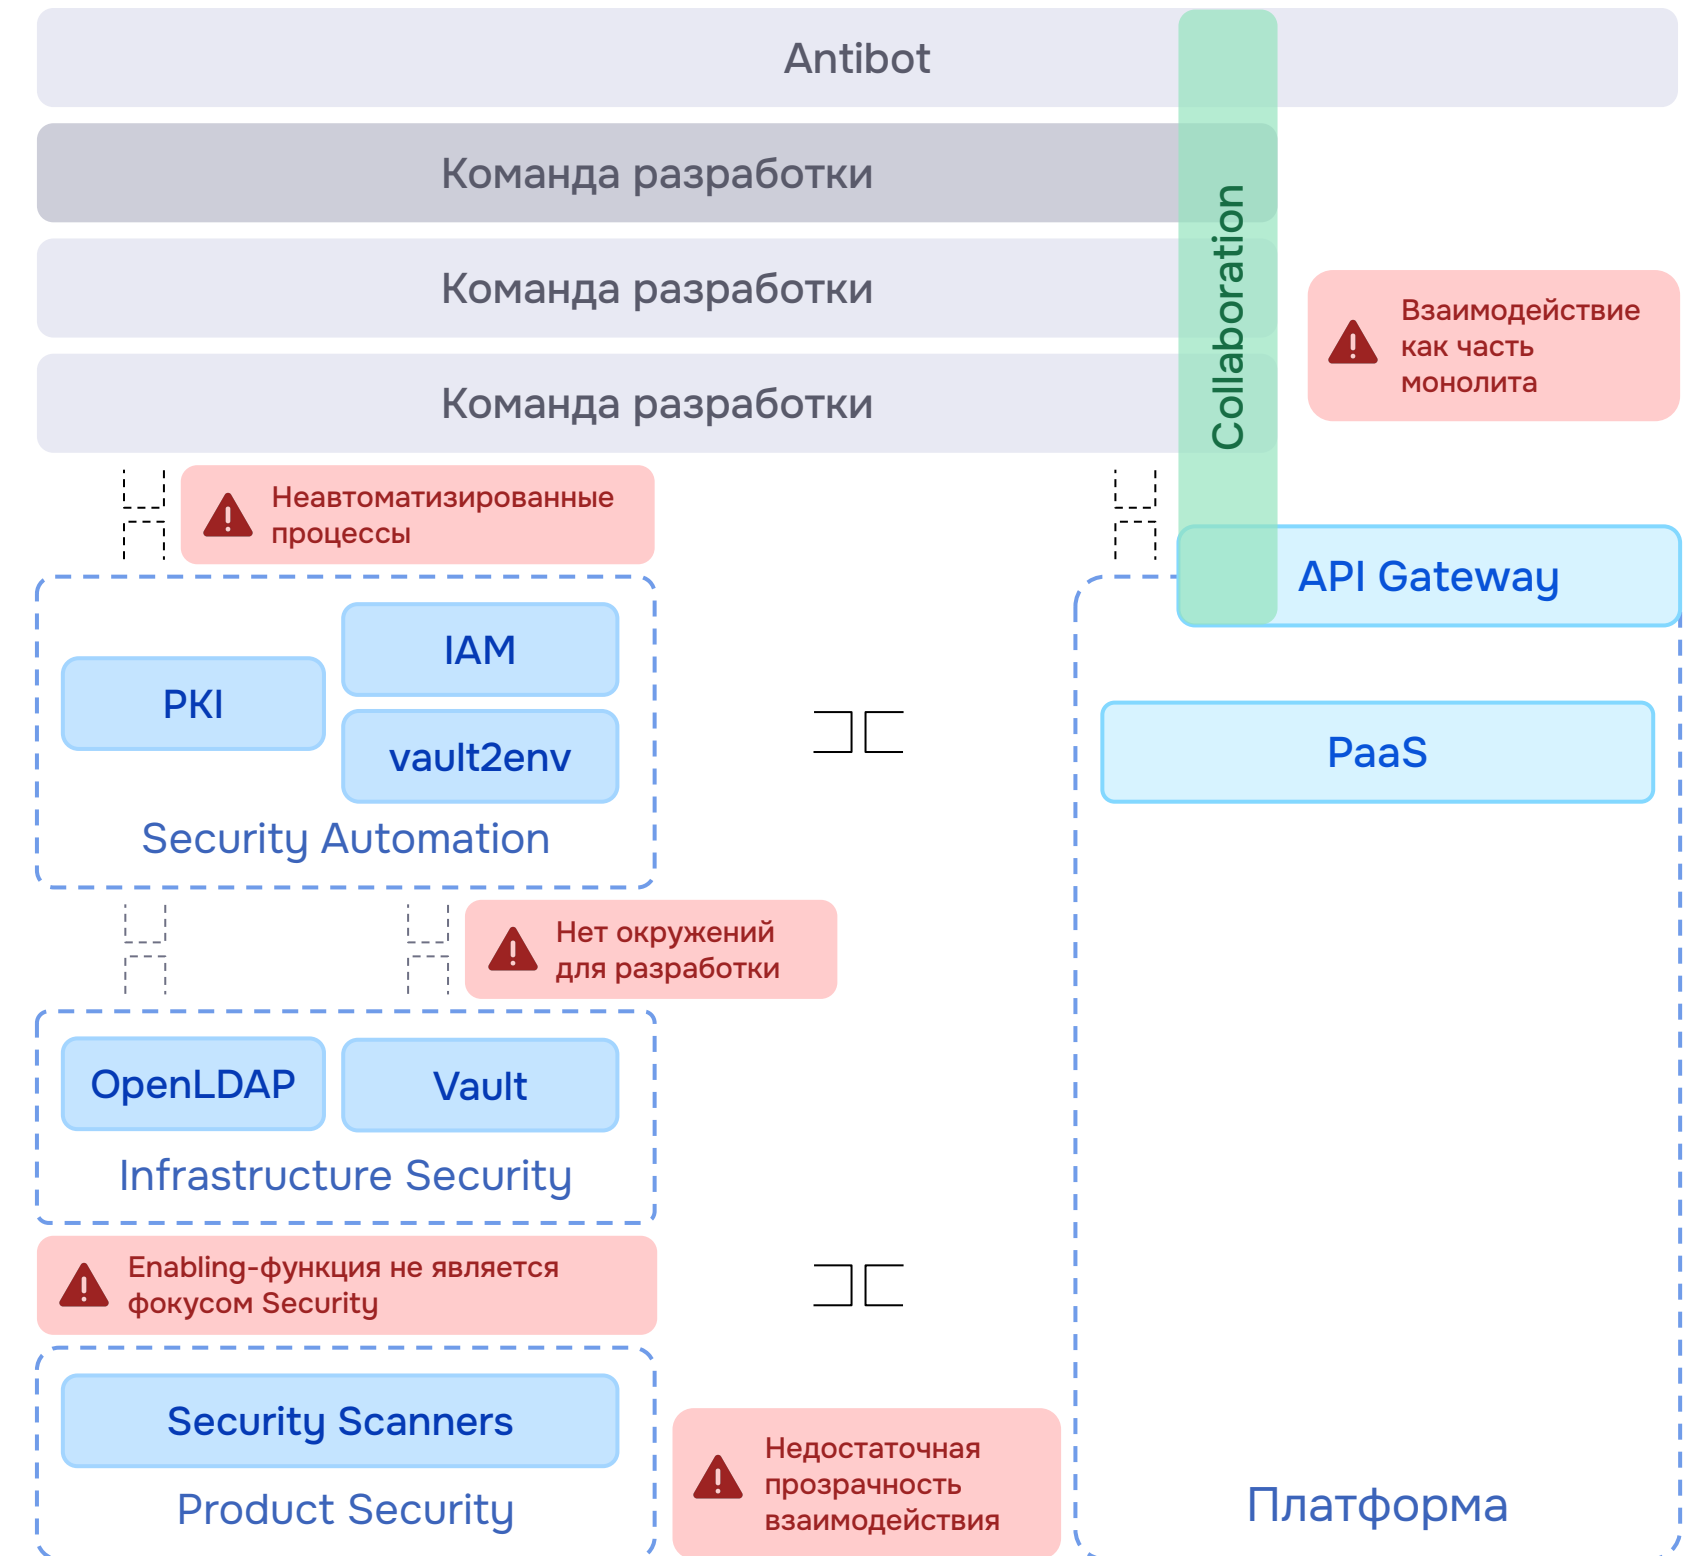 Antibot
Команда разработки
Команда разработки
Команда разработки
Collaboration
Взаимодействие
как часть
монолита
Неавтоматизированные
процессы
API Gateway
IAM
PKI
vault2env
Security Automation
PaaS
Нет окружений
для разработки
OpenLDAP
Vault
Infrastructure Security
Enabling-функция не является
фокусом Security
Security Scanners
Product Security
Недостаточная
прозрачность
взаимодействия
Платформа